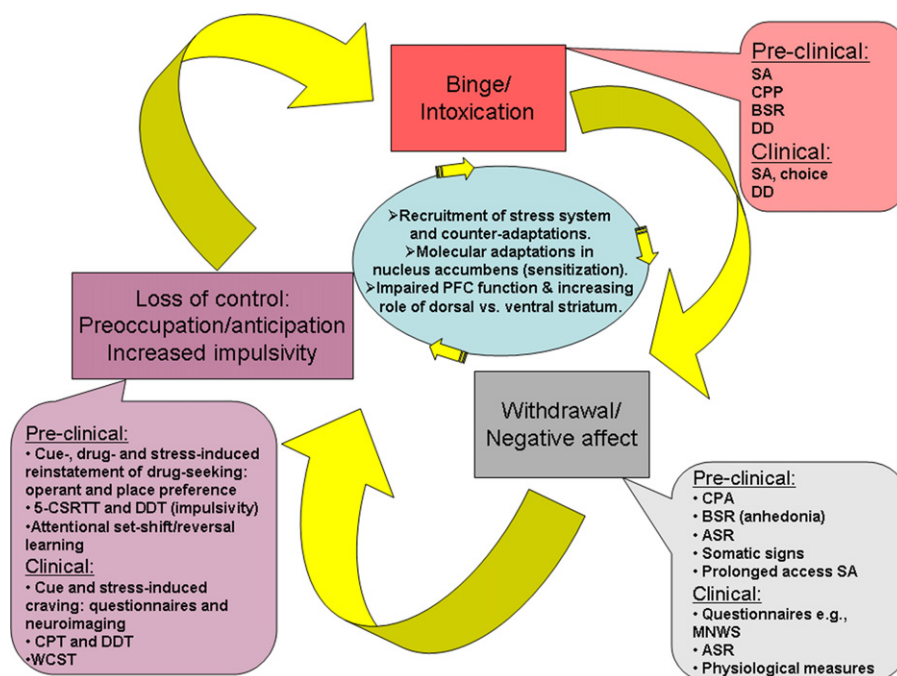 Binge/
Intoxication
Pre-clinical:
SA
CPP
BSR
DD
Clinical:
SA, choice
DD
➢Recruitment of stress system
and counter-adaptations.
➢Molecular adaptations in
nucleus accumbens (sensitization).
➢Impaired PFC function & increasing
role of dorsal vs. ventral striatum.
Loss of control:
Preoccupation/anticipation
Increased impulsivity
Withdrawal/
Negative affect
Pre-clinical:
• Cue-, drug- and stress-induced
reinstatement of drug-seeking:
operant and place preference
• 5-CSRTT and DDT (impulsivity)
• Attentional set-shift/reversal
learning
Clinical:
• Cue and stress-induced
craving: questionnaires and
neuroimaging
• CPT and DDT
•WCST
Pre-clinical:
• CPA
• BSR (anhedonia)
• ASR
• Somatic signs
• Prolonged access SA
Clinical:
• Questionnaires e.g.,
MNWS
• ASR
• Physiological measures